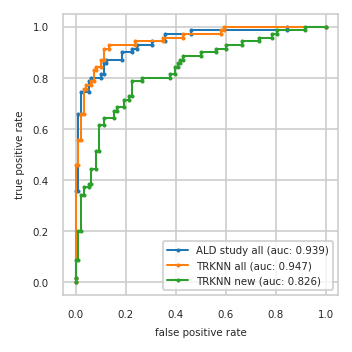 1.0
0.8
0.6
0.4
0.2
0.0
true positive rate
ALD study all (auc: 0.939)
TRKNN all (auc: 0.947)
TRKNN new (auc: 0.826)
0.0 0.2 0.4 0.6 0.8 1.0
false positive rate